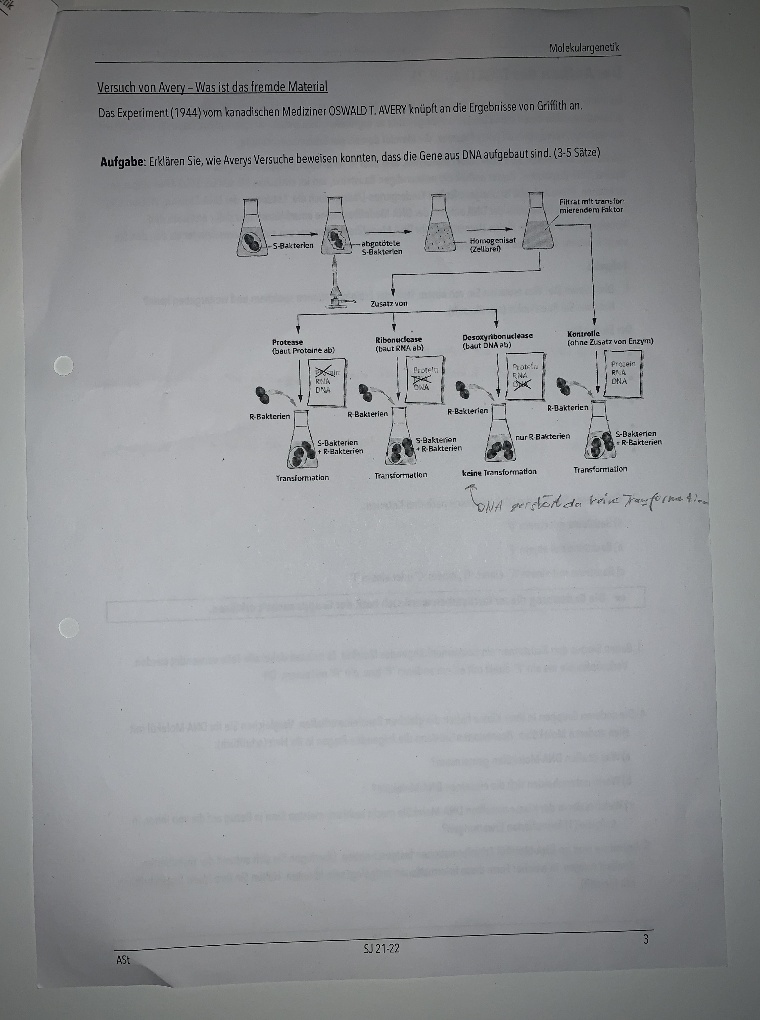 Molekulargenetik
Versuch von Avery – Was ist das fremde Material
Das Experiment (1944) vom kanadischen Mediziner OSWALD T. AVERY knüpft an die Ergebnisse von Griffith an.
Aufgabe: Erklären Sie, wie Averys Versuche beweisen konnten, dass die Gene aus DNA aufgebaut sind. (3-5 Sätze)
Filtrat mit transfor-
mierendem Faktor
S-Bakterien
abgetötete
S-Bakterien
Homogenisat
(Zellbrei)
Zusatz von
Protease
(baut Proteine ab)
Ribonuclease
(baut RNA ab)
Desoxyribonuclease
(baut DNA ab)
Kontrolle
(ohne Zusatz von Enzym)
Protein
RNA
DNA
Protein
RNA
DNA
Protein
RNA
DNA
Protein
RNA
DNA
R-Bakterien
R-Bakterien
R-Bakterien
R-Bakterien
S-Bakterien
+ R-Bakterien
S-Bakterien
+ R-Bakterien
nur R-Bakterien
S-Bakterien
+ R-Bakterien
Transformation
Transformation
keine Transformation
Transformation
DNA zerstört da keine Transformation
ASt
SJ 21-22
3